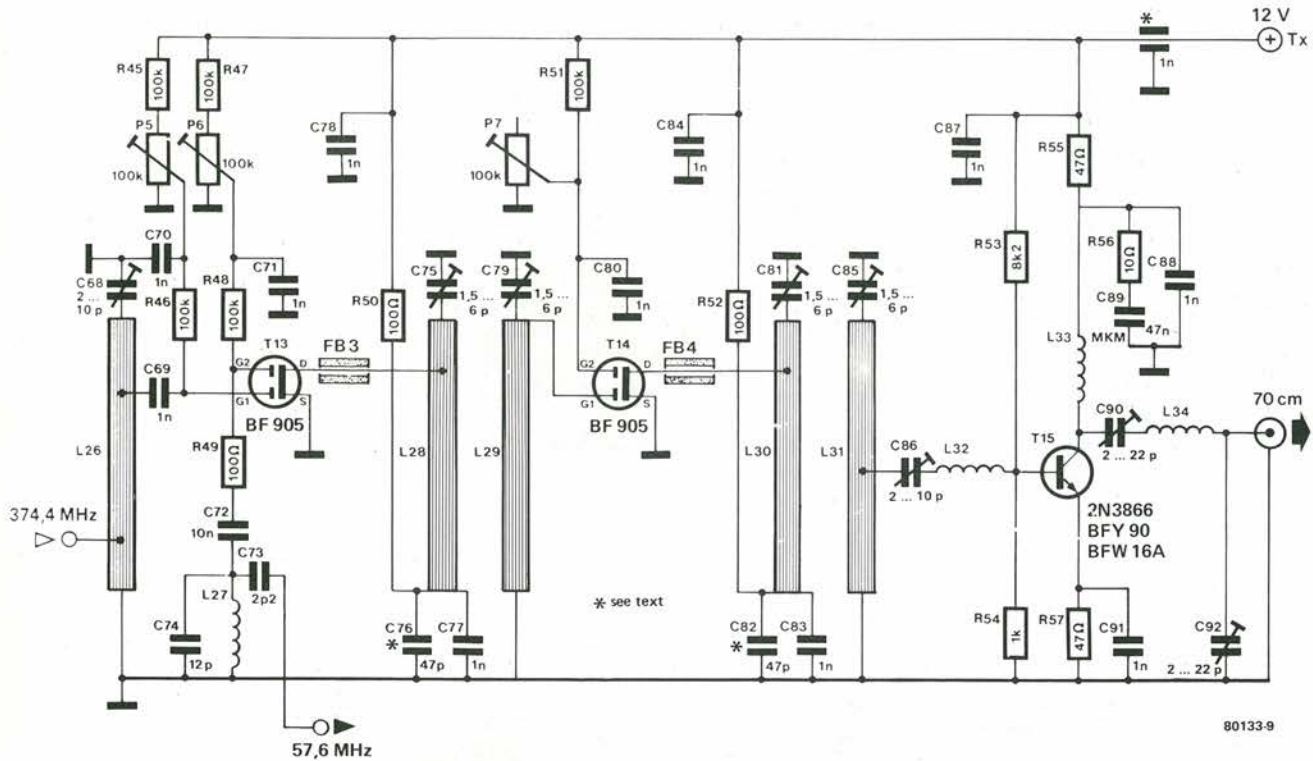 12 V
Tx
*
1n
R45
100k
R47
100k
R51
100k
P5
100k
P6
100k
C78
1n
P7
100k
C84
1n
C87
1n
R55
47Ω
C70
1n
C68
2 ...
10 p
R46
100k
R48
100k
C71
1n
R50
100Ω
C75
1,5 ...
6 p
C79
1,5 ...
6 p
C80
1n
R52
100Ω
C81
1,5 ...
6 p
C85
1,5 ...
6 p
R53
8k2
R56
10Ω
C88
1n
C89
47n
MKM
L33
T13
G2
D
G1
S
BF 905
FB3
T14
G2
D
G1
S
BF 905
FB4
C69
1n
L26
R49
100Ω
L28
L29
L30
L31
C86
2 ... 10 p
L32
T15
C90
2 ... 22 p
L34
70 cm
2N3866
BFY 90
BFW 16A
374,4 MHz
C72
10n
C73
2p2
L27
C74
12p
* see text
C76
*
47p
C77
1n
C82
*
47p
C83
1n
R54
1k
R57
47Ω
C91
1n
C92
2 ... 22 p
57,6 MHz
80133-9